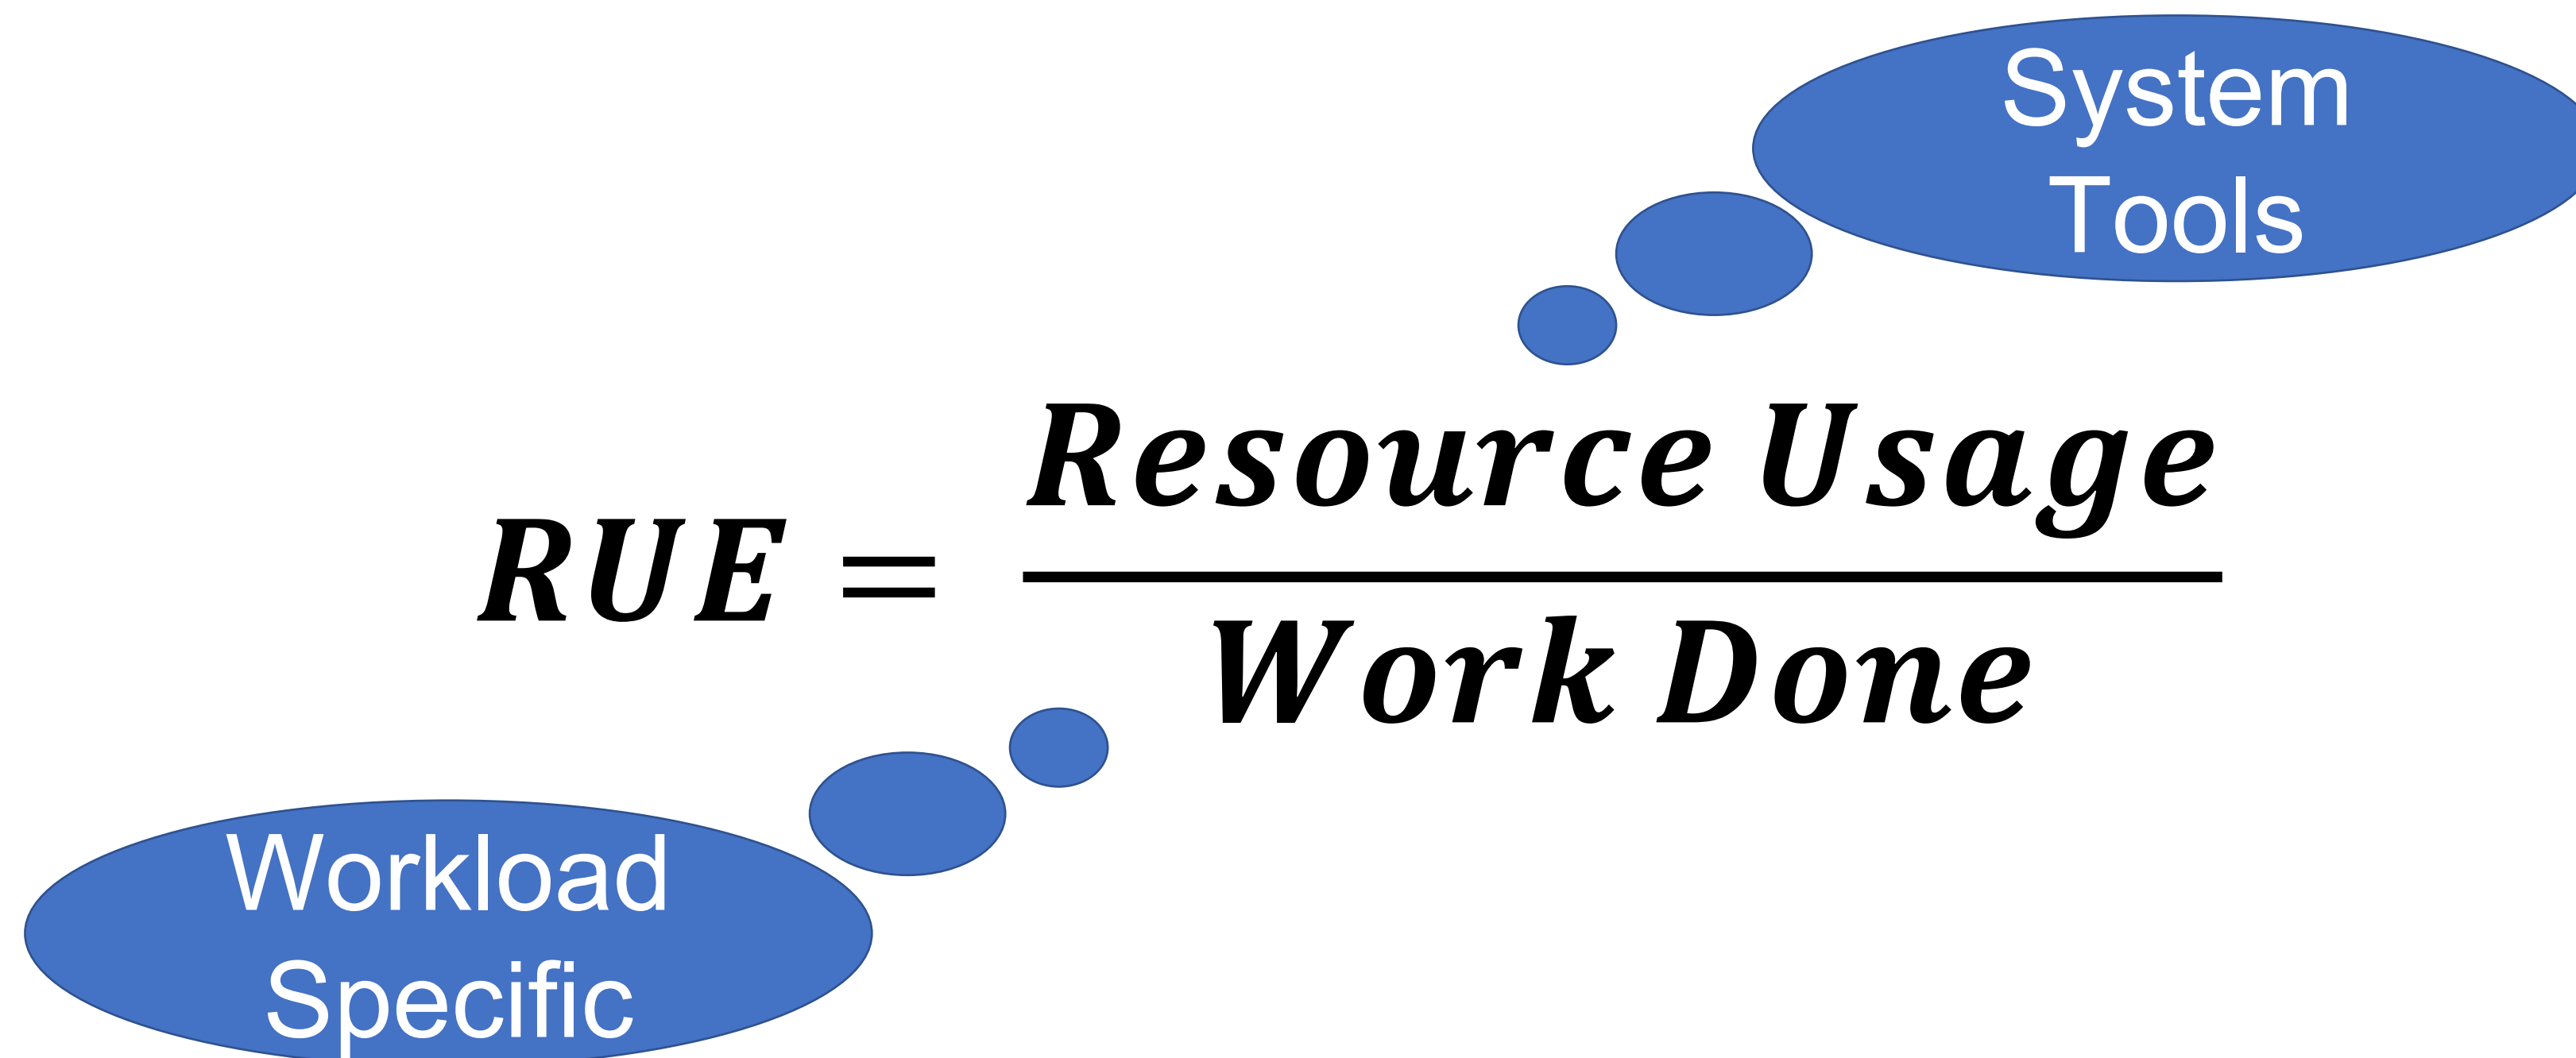 System
Tools
RUE = Resource Usage
Work Done
Workload
Specific